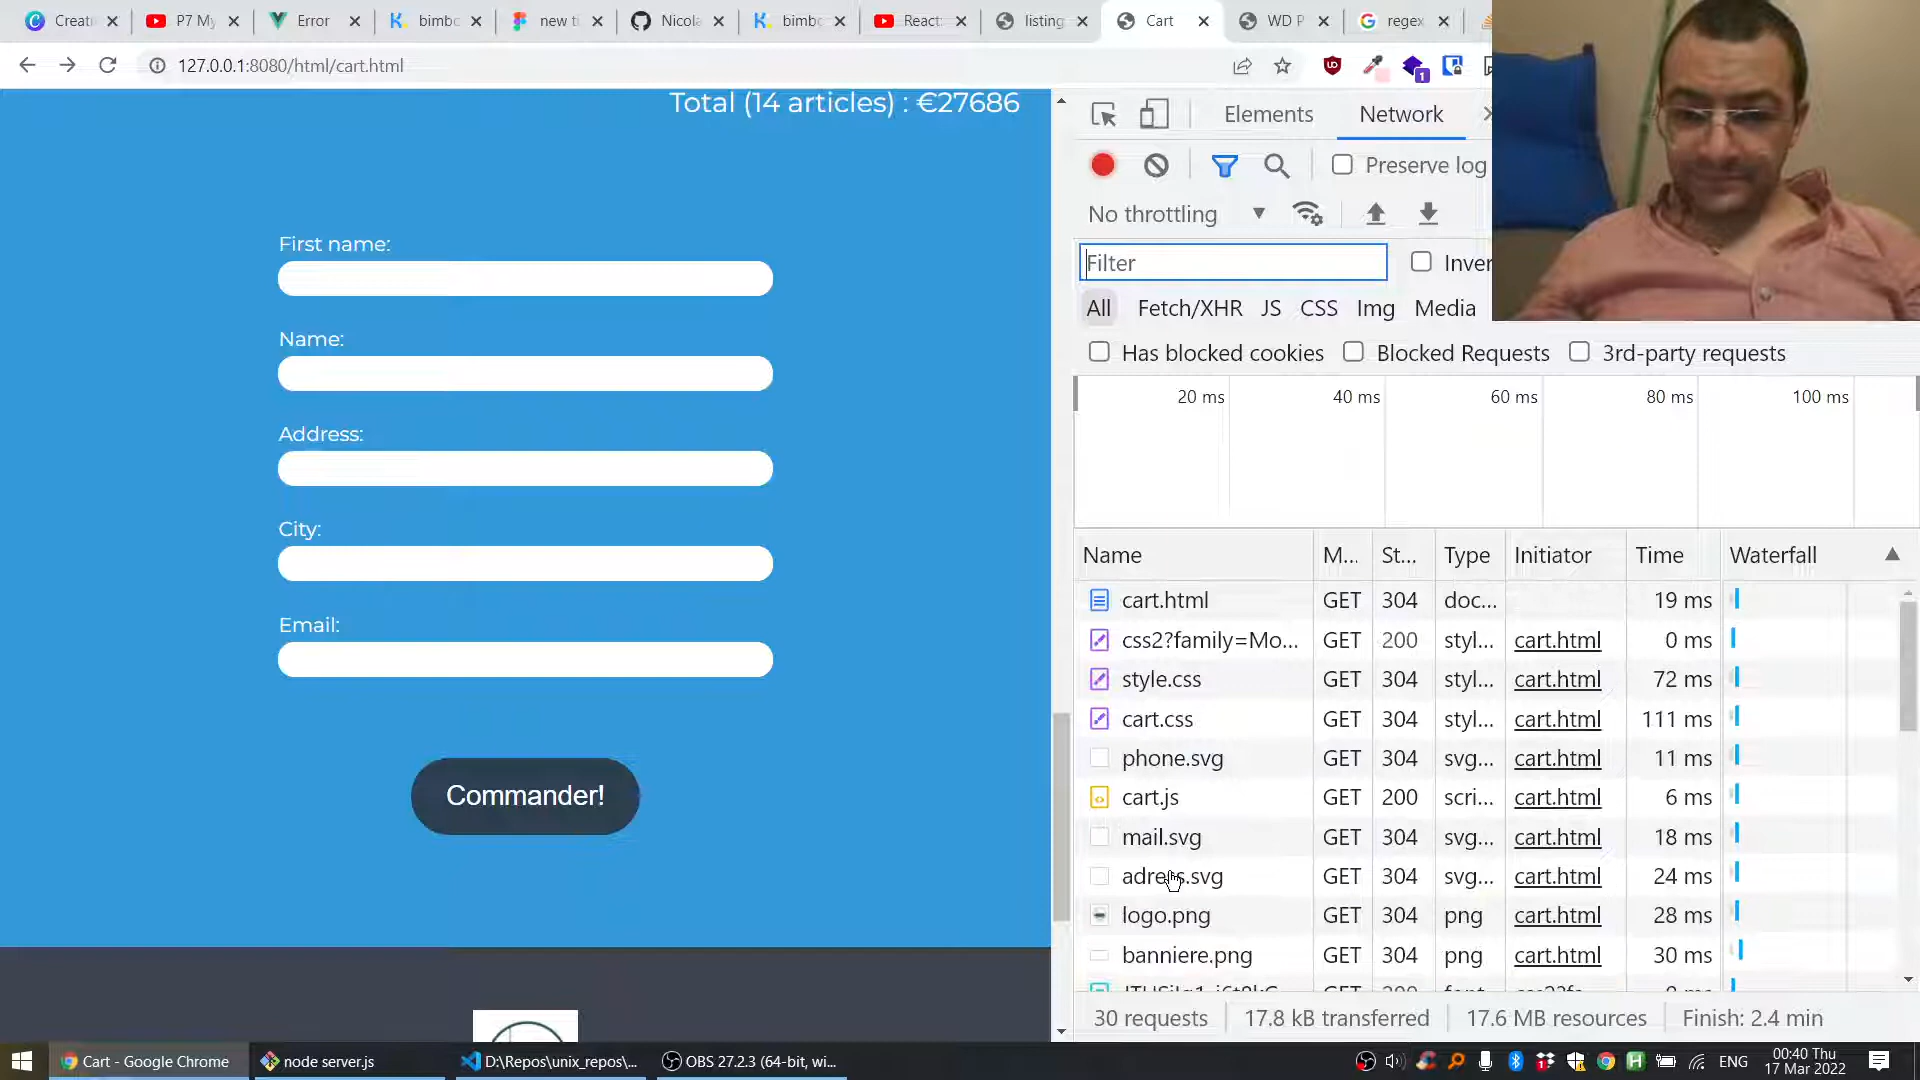 Creati
P7 My
Error
bimbo
new ti
Nicola
bimbo
React
listing
Cart
WD P
regex
127.0.0.1:8080/html/cart.html
1
Total (14 articles) : €27686
First name:
Name:
Address:
City:
Email:
Commander!
Elements
Network
Preserve log
No throttling
Filter
Inver
All
Fetch/XHR
JS
CSS
Img
Media
Has blocked cookies
Blocked Requests
3rd-party requests
20 ms
40 ms
60 ms
80 ms
100 ms
Name M... St... Type Initiator Time Waterfall
cart.html GET 304 doc... 19 ms
css2?family=Mo... GET 200 styl... cart.html 0 ms
style.css GET 304 styl... cart.html 72 ms
cart.css GET 304 styl... cart.html 111 ms
phone.svg GET 304 svg... cart.html 11 ms
cart.js GET 200 scri... cart.html 6 ms
mail.svg GET 304 svg... cart.html 18 ms
adress.svg GET 304 svg... cart.html 24 ms
logo.png GET 304 png cart.html 28 ms
banniere.png GET 304 png cart.html 30 ms
30 requests
17.8 kB transferred
17.6 MB resources
Finish: 2.4 min
Cart - Google Chrome
node server.js
D:\Repos\unix_repos\...
OBS 27.2.3 (64-bit, wi...
ENG
00:40 Thu
17 Mar 2022